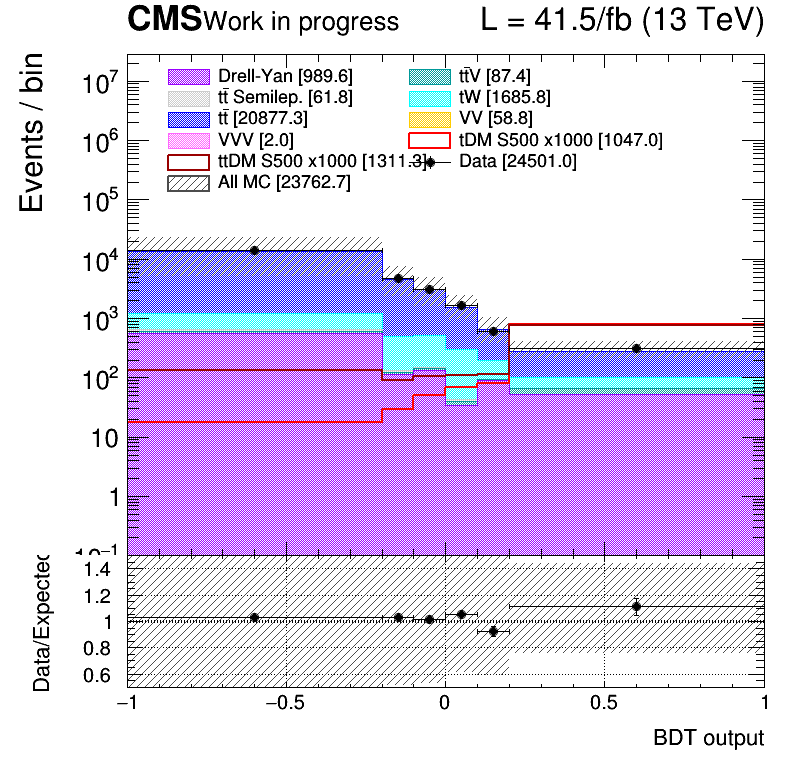 CMS Work in progress L = 41.5/fb (13 TeV)
Events / bin
Drell-Yan [989.6] tt̄V [87.4]
tt̄ Semilep. [61.8] tW [1685.8]
tt̄ [20877.3] VV [58.8]
VVV [2.0] tDM S500 x1000 [1047.0]
ttDM S500 x1000 [1311.3] Data [24501.0]
All MC [23762.7]
10⁷
10⁶
10⁵
10⁴
10³
10²
10
1
10⁻¹
Data/Expected
1.4
1.2
1
0.8
0.6
−1 −0.5 0 0.5 1
BDT output